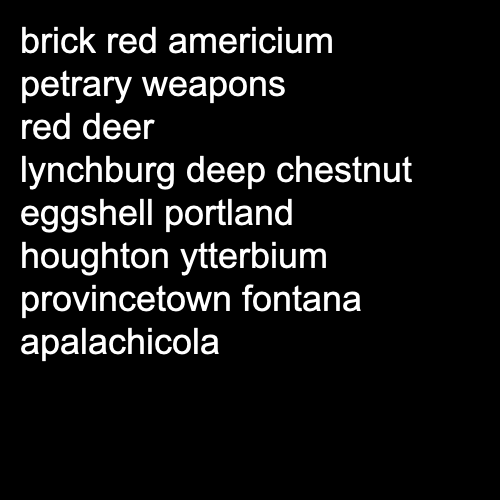 brick red americium
petrary weapons
red deer
lynchburg deep chestnut
eggshell portland
houghton ytterbium
provincetown fontana
apalachicola